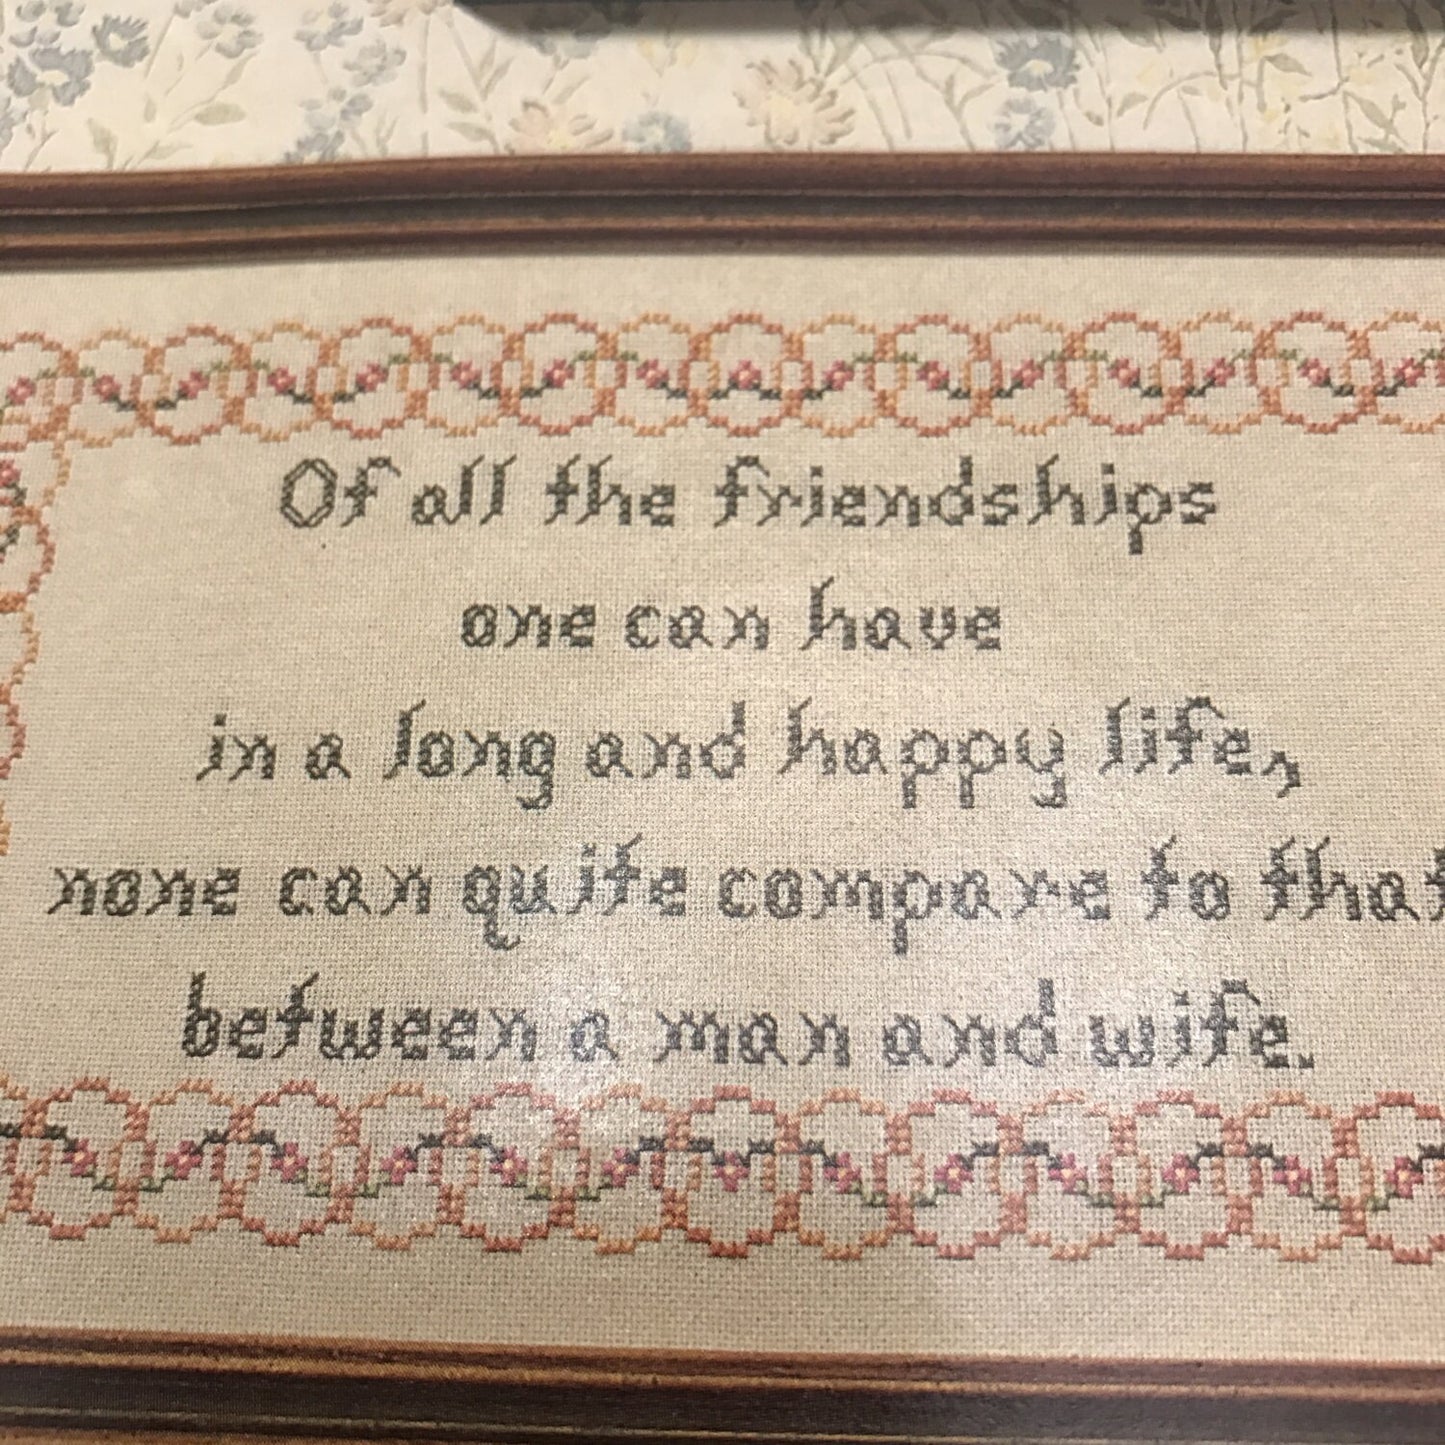 Of all the friendships
one can have
in a long and happy life,
none can quite compare to that
between a man and wife.